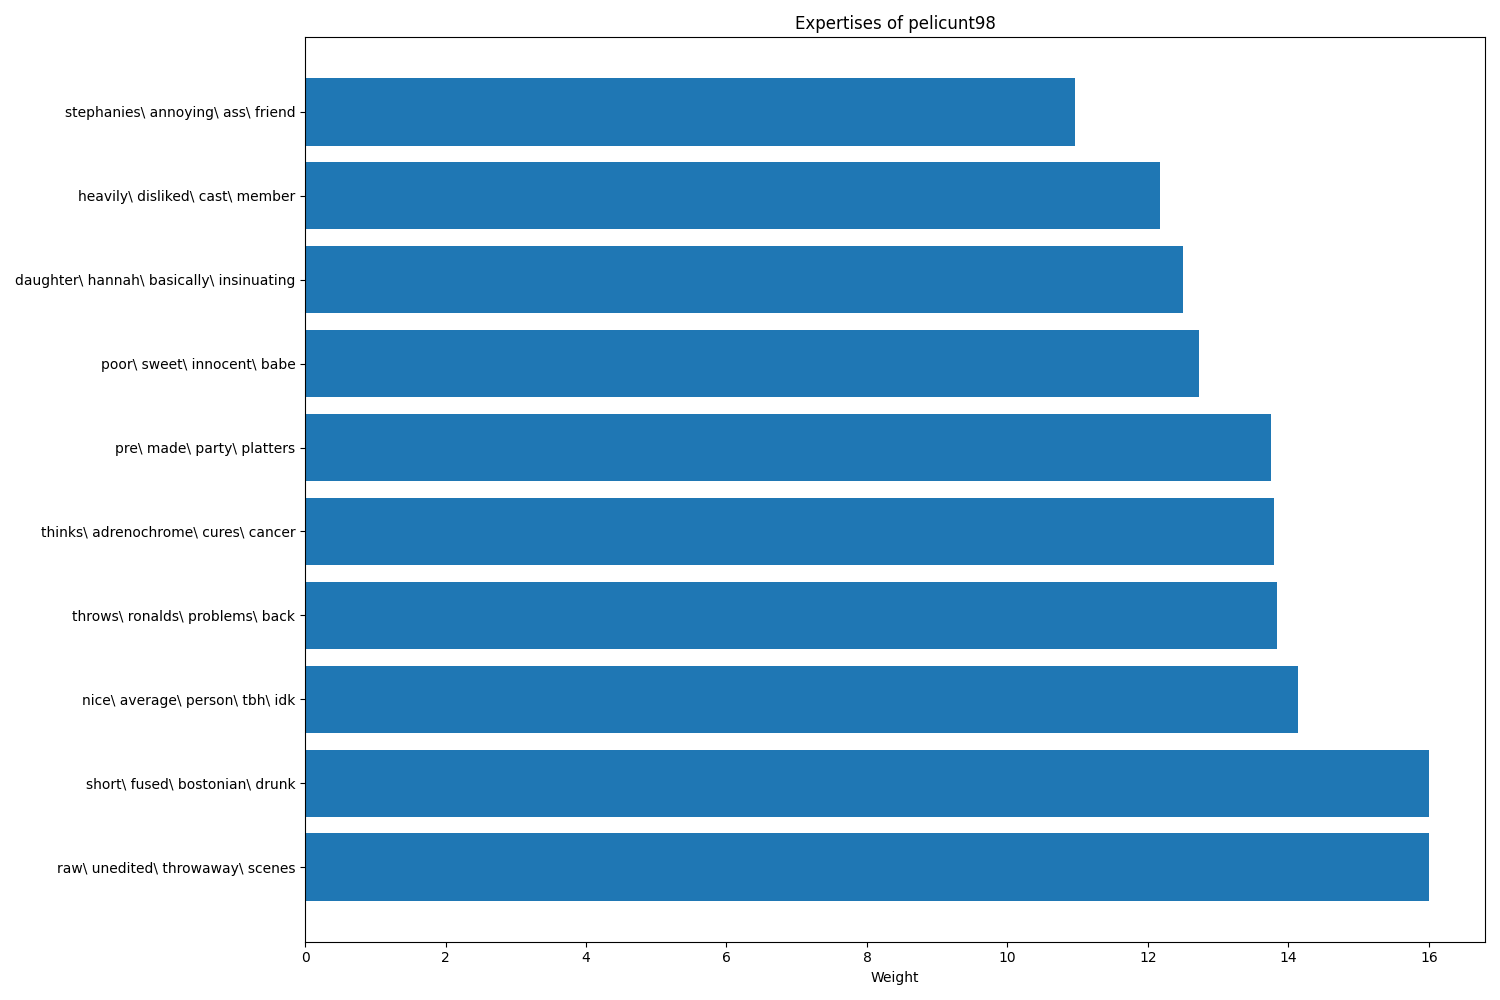 Expertises of pelicunt98
stephanies\ annoying\ ass\ friend
heavily\ disliked\ cast\ member
daughter\ hannah\ basically\ insinuating
poor\ sweet\ innocent\ babe
pre\ made\ party\ platters
thinks\ adrenochrome\ cures\ cancer
throws\ ronalds\ problems\ back
nice\ average\ person\ tbh\ idk
short\ fused\ bostonian\ drunk
raw\ unedited\ throwaway\ scenes
0 2 4 6 8 10 12 14 16
Weight